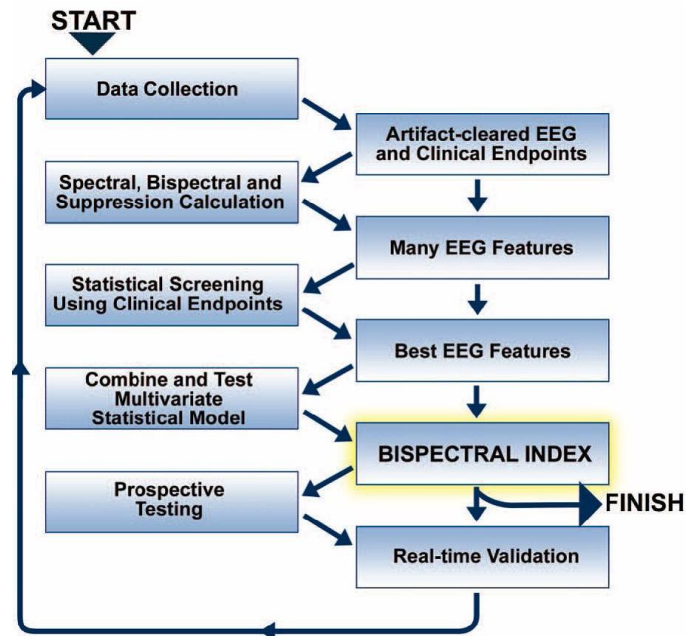 START
Data Collection
Artifact-cleared EEG
and Clinical Endpoints
Spectral, Bispectral and
Suppression Calculation
Many EEG Features
Statistical Screening
Using Clinical Endpoints
Best EEG Features
Combine and Test
Multivariate
Statistical Model
BISPECTRAL INDEX
Prospective
Testing
FINISH
Real-time Validation